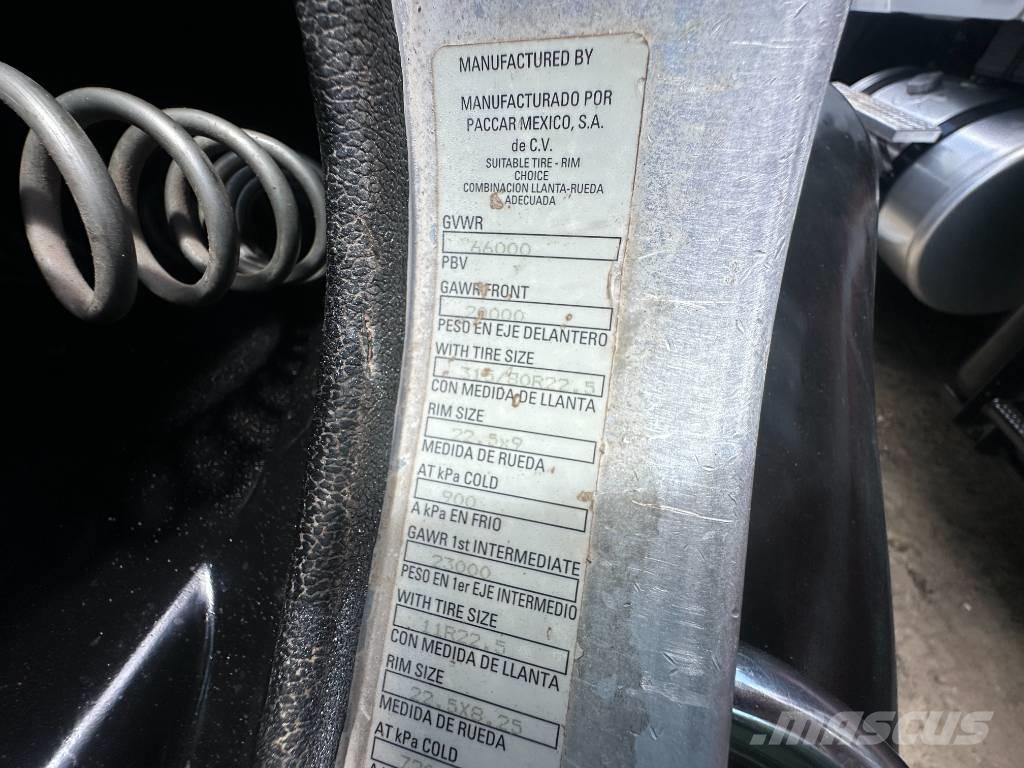 MANUFACTURED BY
MANUFACTURADO POR
PACCAR MEXICO, S.A.
de C.V.
SUITABLE TIRE - RIM
CHOICE
COMBINACION LLANTA-RUEDA
ADECUADA
GVWR
66000
PBV
GAWR FRONT
20000
PESO EN EJE DELANTERO
WITH TIRE SIZE
315/80R22.5
CON MEDIDA DE LLANTA
RIM SIZE
22.5x9
MEDIDA DE RUEDA
AT kPa COLD
900
A kPa EN FRIO
GAWR 1st INTERMEDIATE
23000
PESO EN 1er EJE INTERMEDIO
WITH TIRE SIZE
11R22.5
CON MEDIDA DE LLANTA
RIM SIZE
22.5X8.25
MEDIDA DE RUEDA
AT kPa COLD
mascus